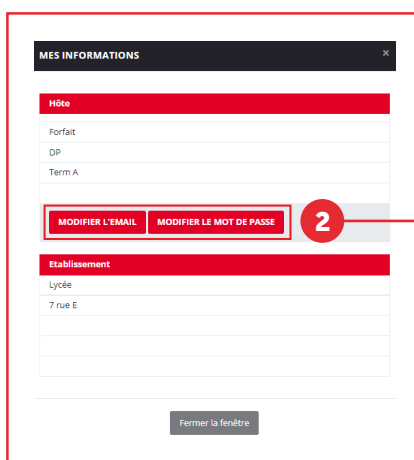 MES INFORMATIONS ×
Hôte
Forfait
DP
Term A
MODIFIER L'EMAIL MODIFIER LE MOT DE PASSE 2
Etablissement
Lycée
7 rue E
Fermer la fenêtre